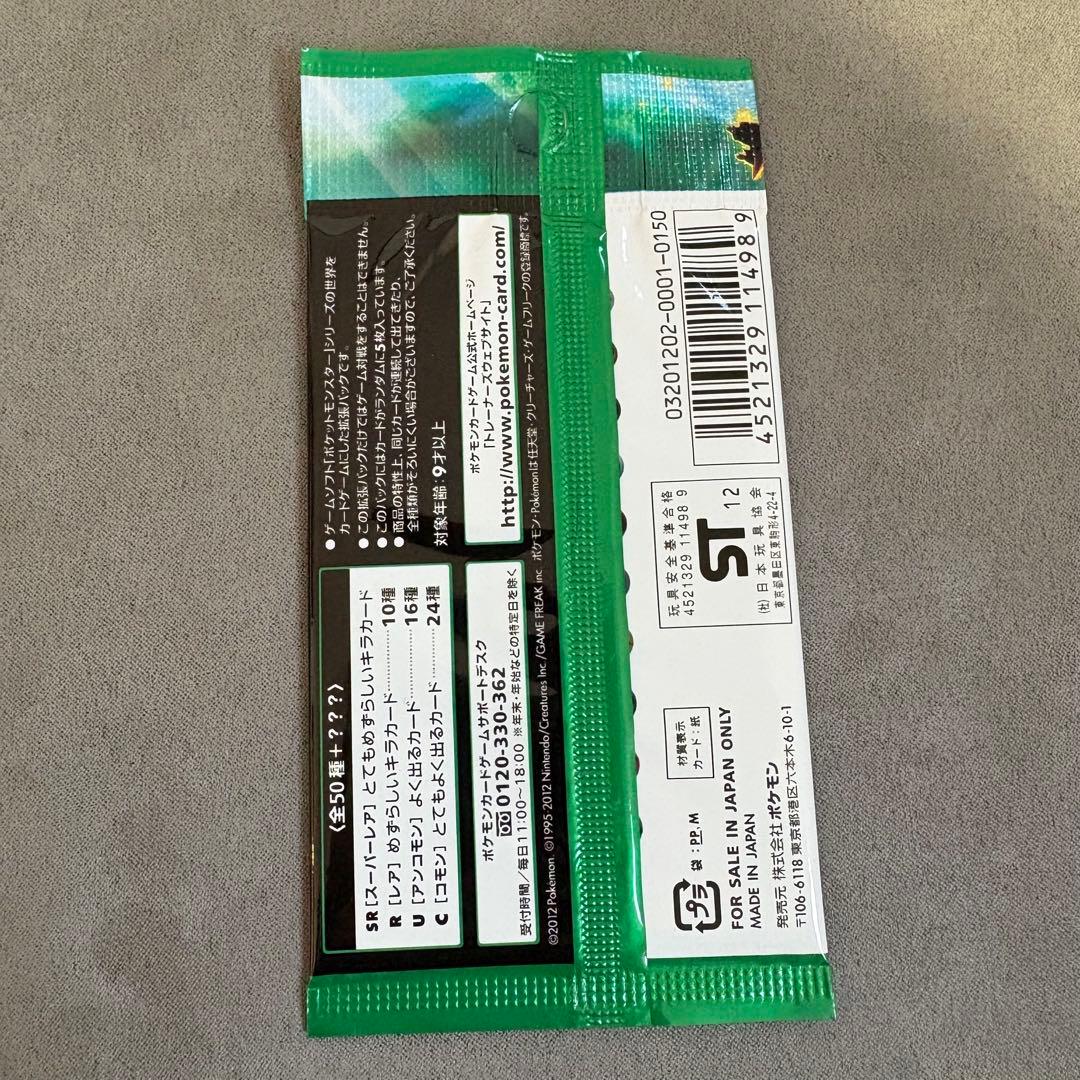 ●ゲームソフト「ポケットモンスター」シリーズの世界を
カードゲームにした拡張パックです。
●この拡張パックだけではゲーム対戦をすることはできません。
●このパックにはカードがランダムに5枚入っています。
●商品の特性上、同じカードが連続して出てきたり、
全種類がそろいにくい場合がございますので、ご了承ください。
対象年齢:9才以上
ポケモンカードゲーム公式ホームページ
「トレーナーズウェブサイト」
http://www.pokemon-card.com/
〈全50種+????〉
SR[スーパーレア]とてもめずらしいキラカード
R [レア]めずらしいキラカード…………10種
U [アンコモン]よく出るカード…………16種
C [コモン]とてもよく出るカード………24種
ポケモンカードゲームサポートデスク
0120-330-362
受付時間/毎日11:00〜18:00 ※年末・年始などの特定日を除く
©2012 Pokémon. ©1995-2012 Nintendo/Creatures Inc./GAME FREAK inc. ポケモン・Pokémonは任天堂・クリーチャーズ・ゲームフリークの登録商標です。
03201202-0001-0150
4521329 114989
玩具安全基準合格
4521329 11498 9
ST 12
(社)日本玩具協会
東京都墨田区東駒形4-22-4
材質表示
カード:紙
プラ
袋:PP.M
FOR SALE IN JAPAN ONLY
MADE IN JAPAN
発売元 株式会社ポケモン
〒106-6118 東京都港区六本木6-10-1